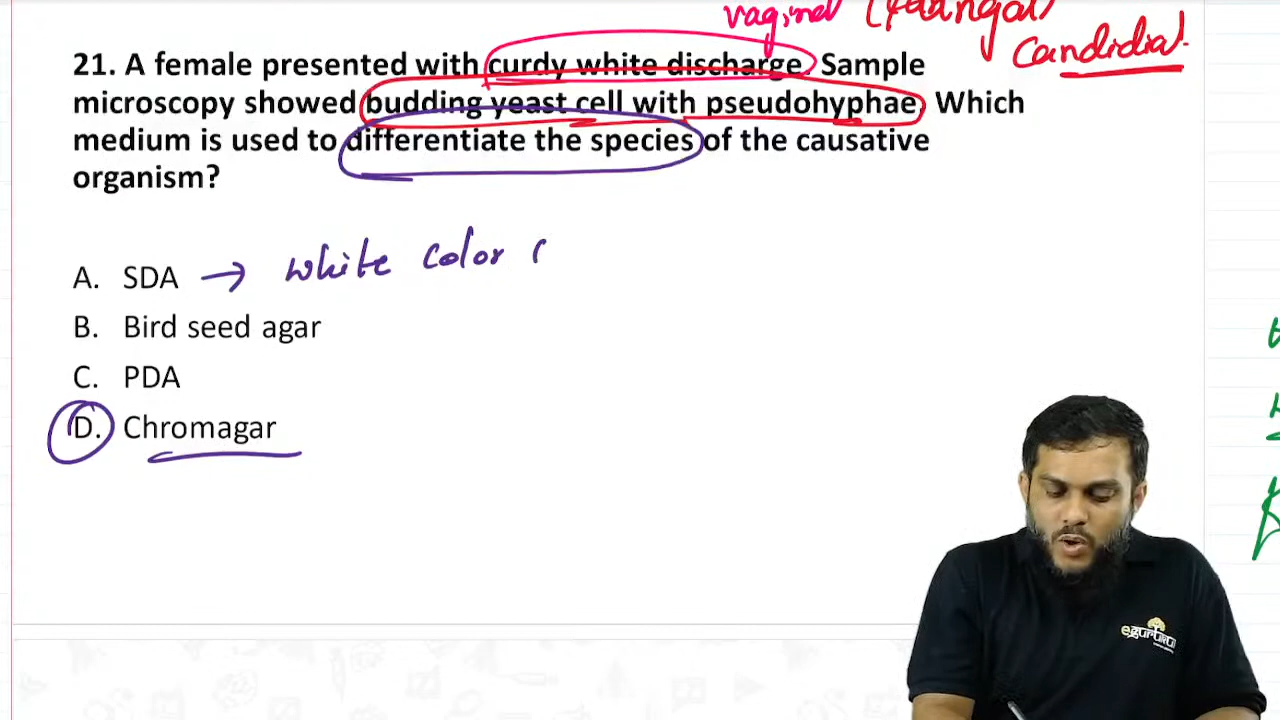 vaginal
Candidial.
21. A female presented with curdy white discharge. Sample
microscopy showed budding yeast cell with pseudohyphae. Which
medium is used to differentiate the species of the causative
organism?
A. SDA → white color
B. Bird seed agar
C. PDA
D. Chromagar
egurukul